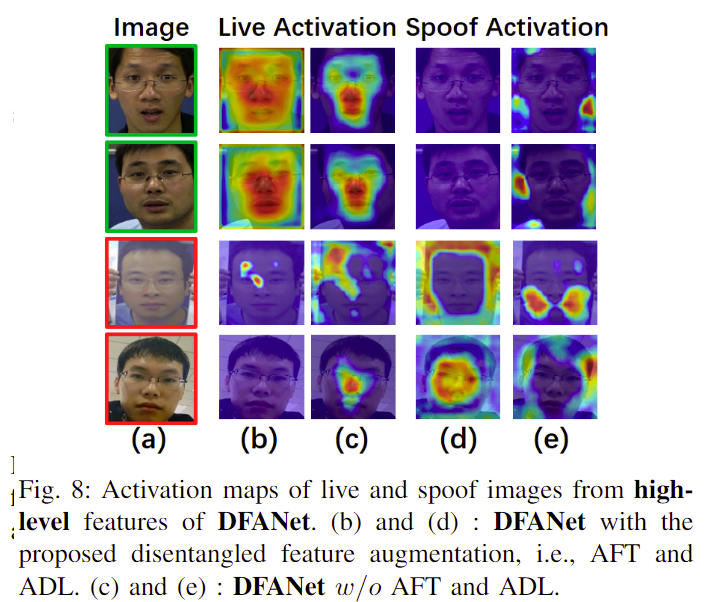 Image Live Activation Spoof Activation
(a) (b) (c) (d) (e)
Fig. 8: Activation maps of live and spoof images from high-
level features of DFANet. (b) and (d) : DFANet with the
proposed disentangled feature augmentation, i.e., AFT and
ADL. (c) and (e) : DFANet w/o AFT and ADL.